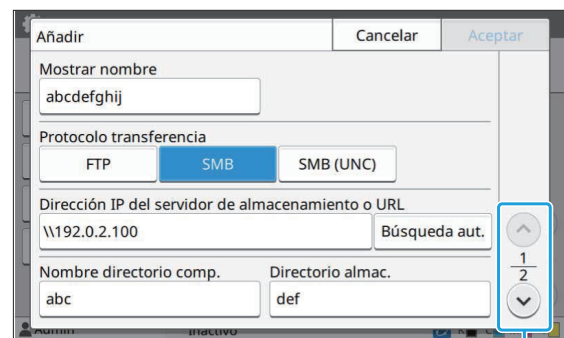 Añadir Cancelar Aceptar
Mostrar nombre
abcdefghij
Protocolo transferencia
FTP SMB SMB (UNC)
Dirección IP del servidor de almacenamiento o URL
\\192.0.2.100 Búsqueda aut.
Nombre directorio comp. Directorio almac.
abc def
1
2
Admin Inactivo